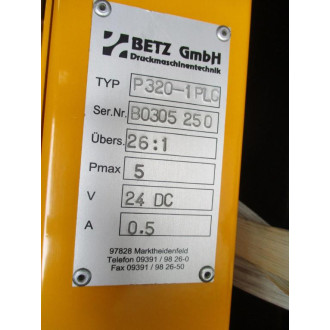 BETZ GmbH
Druckmaschinentechnik
TYP P320-1PLC
Ser.Nr. B0305 250
Übers. 26:1
Pmax 5
V 24 DC
A 0.5
97828 Marktheidenfeld
Telefon 09391 / 98 26-0
Fax 09391 / 98 26-50